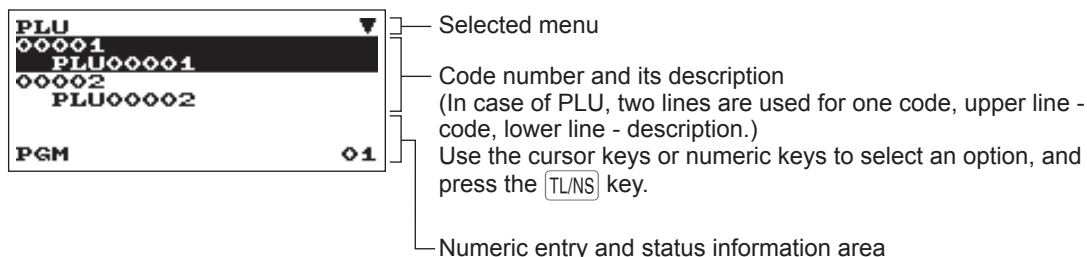 PLU ▼
00001
PLU00001
00002
PLU00002
PGM 01
Selected menu
Code number and its description
(In case of PLU, two lines are used for one code, upper line -
code, lower line - description.)
Use the cursor keys or numeric keys to select an option, and
press the TL/NS key.
Numeric entry and status information area